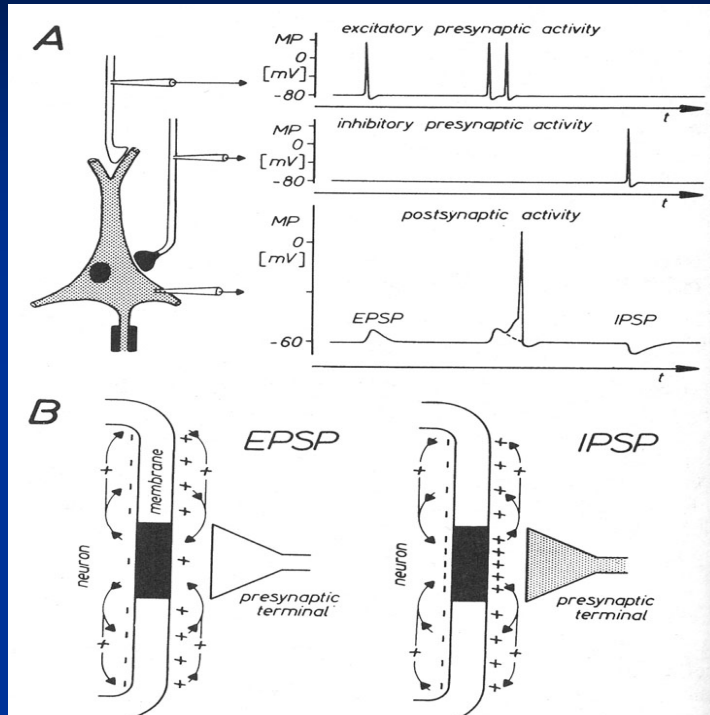 A
MP
0
[mV]
-80
excitatory presynaptic activity
t
MP
0
[mV]
-80
inhibitory presynaptic activity
t
MP
0
[mV]
-60
postsynaptic activity
EPSP
IPSP
t
B
EPSP
membrane
neuron
presynaptic
terminal
IPSP
neuron
presynaptic
terminal